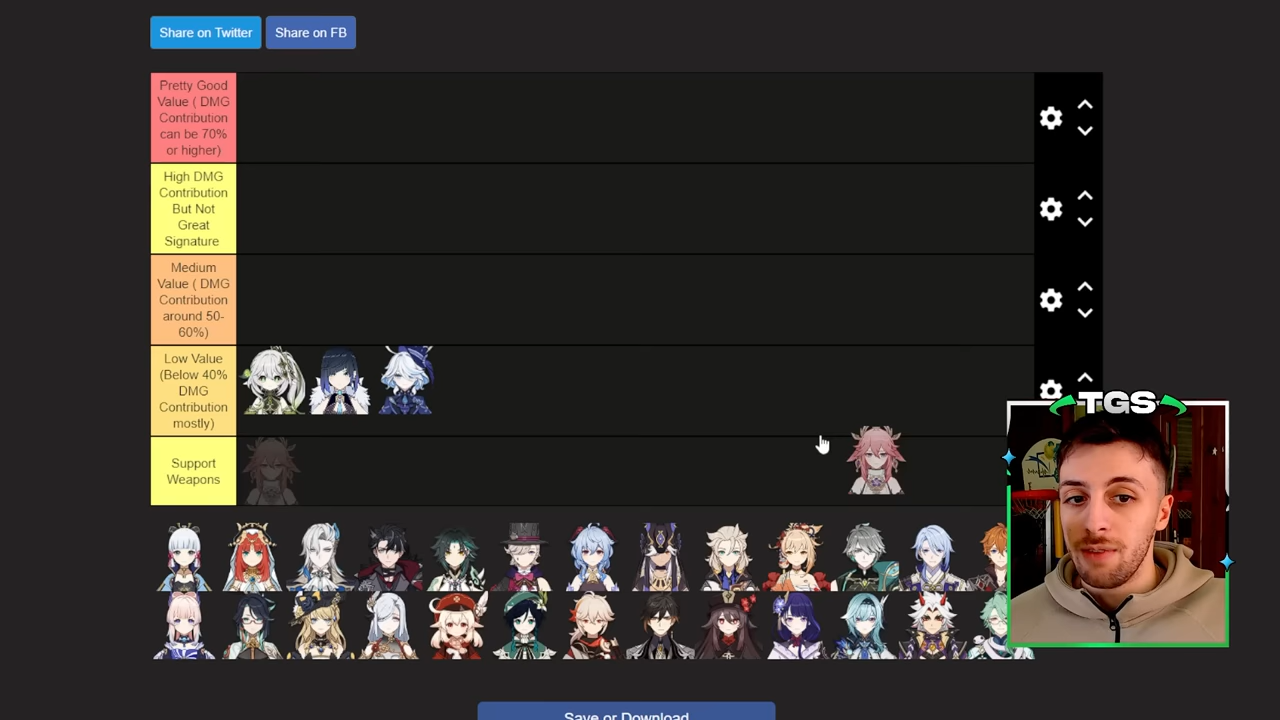 Share on Twitter
Share on FB
Pretty Good
Value ( DMG
Contribution
can be 70%
or higher)
High DMG
Contribution
But Not
Great
Signature
Medium
Value ( DMG
Contribution
around 50-
60%)
Low Value
(Below 40%
DMG
Contribution
mostly)
TGS
Support
Weapons
Save or Download